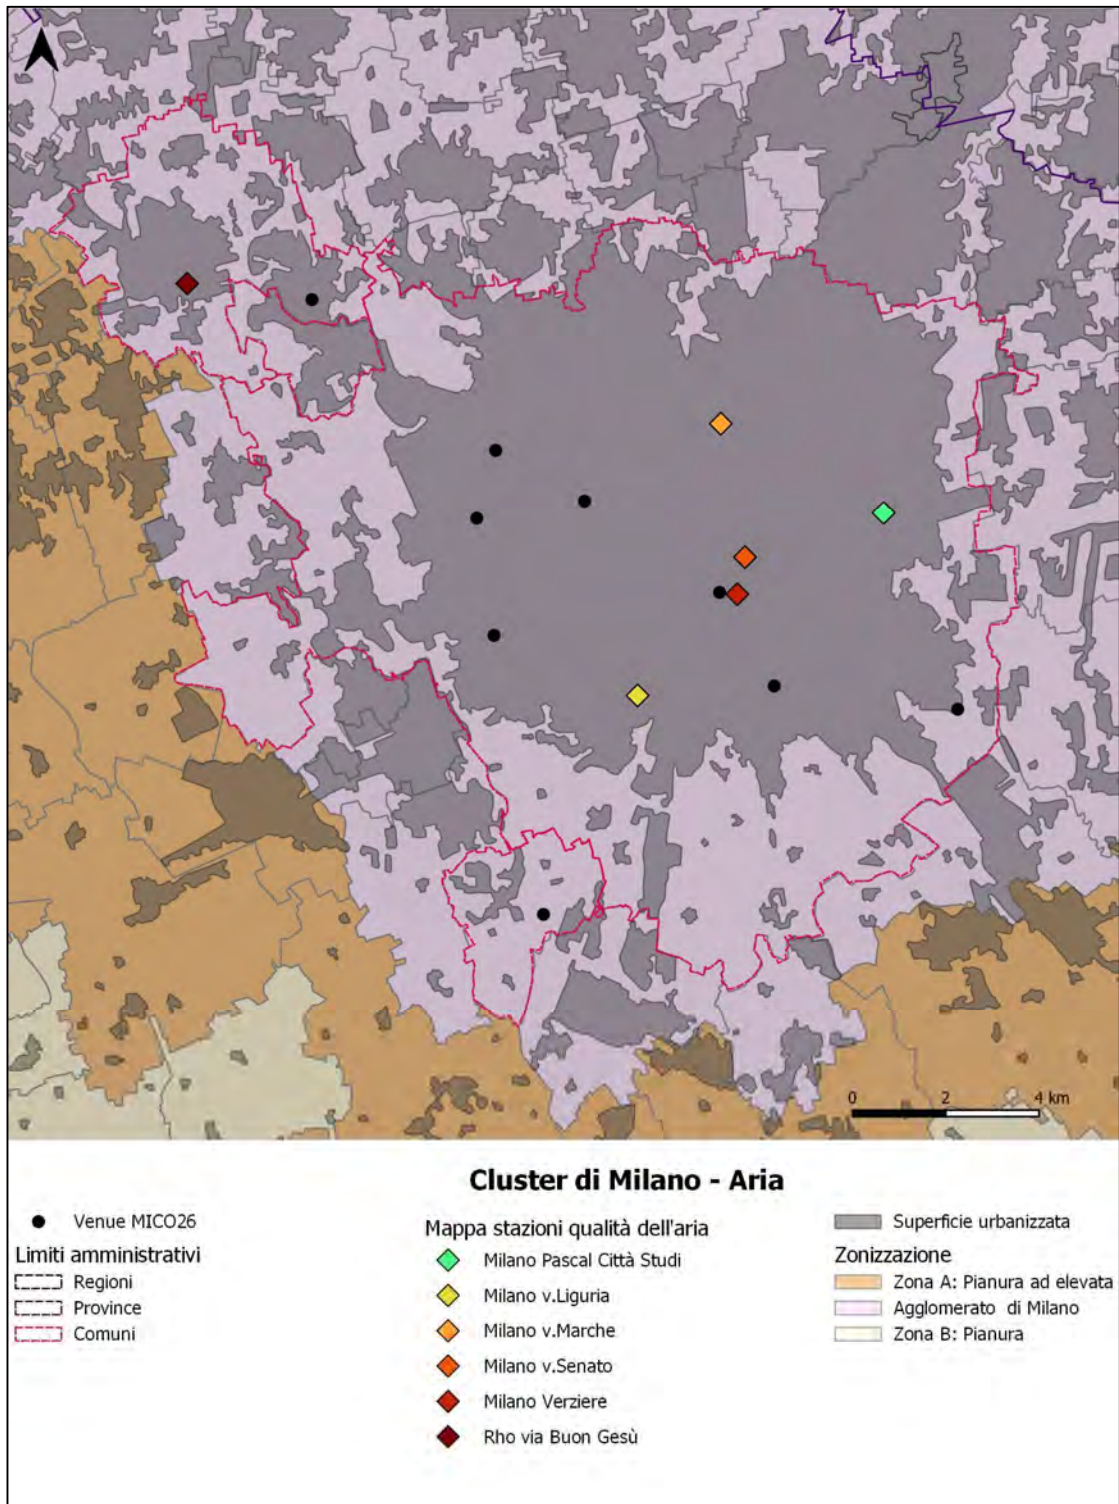 0 2 4 km
Cluster di Milano - Aria
Venue MICO26
Limiti amministrativi
Regioni
Province
Comuni
Mappa stazioni qualità dell'aria
Milano Pascal Città Studi
Milano v.Liguria
Milano v.Marche
Milano v.Senato
Milano Verziere
Rho via Buon Gesù
Superficie urbanizzata
Zonizzazione
Zona A: Pianura ad elevata
Agglomerato di Milano
Zona B: Pianura